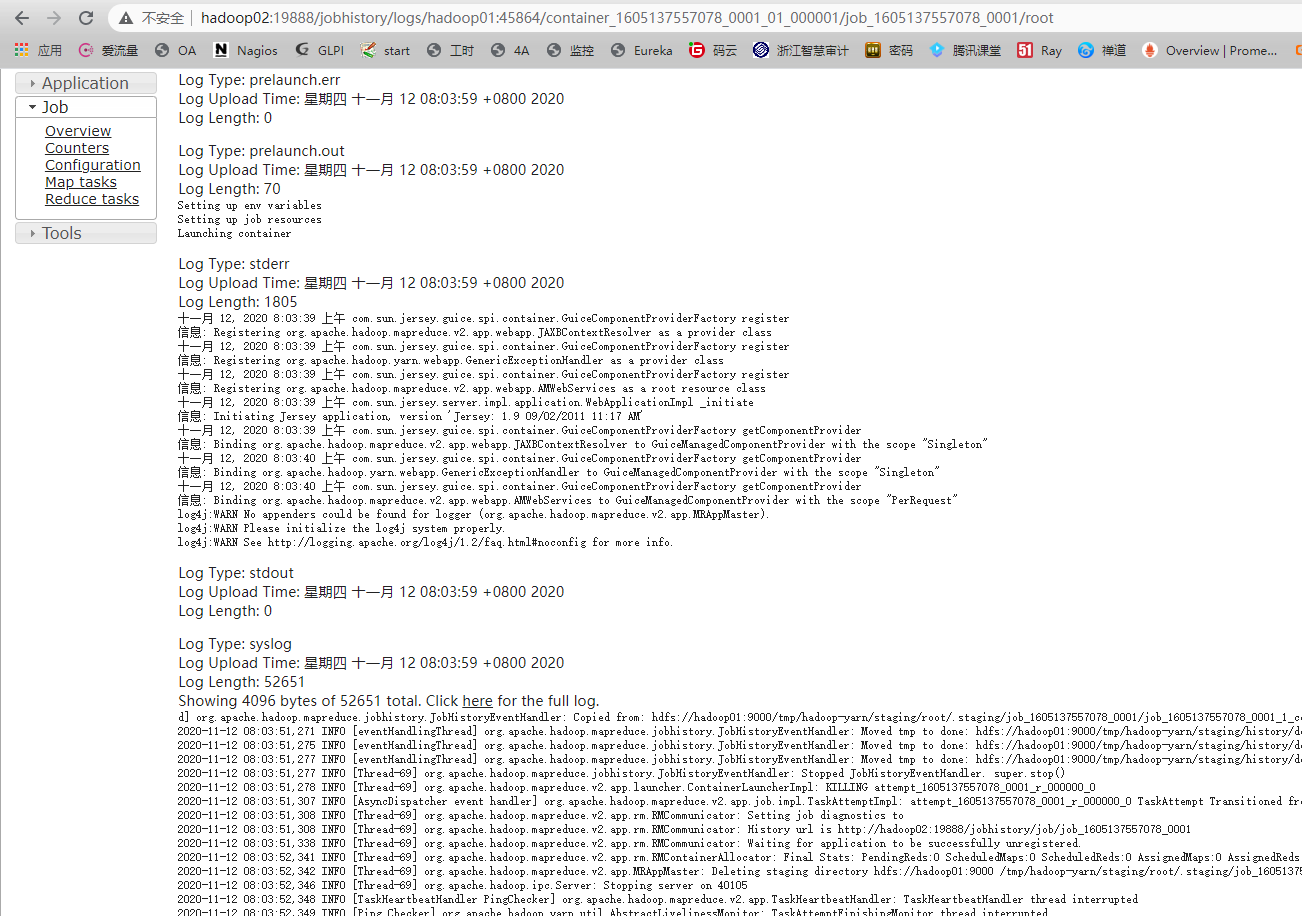 不安全 | hadoop02:19888/jobhistory/logs/hadoop01:45864/container_1605137557078_0001_01_000001/job_1605137557078_0001/root
应用 爱流量 OA Nagios GLPI start 工时 4A 监控 Eureka 码云 浙江智慧审计 密码 腾讯课堂 Ray 禅道 Overview | Prome...
Application
Job
Overview
Counters
Configuration
Map tasks
Reduce tasks
Tools
Log Type: prelaunch.err
Log Upload Time: 星期四 十一月 12 08:03:59 +0800 2020
Log Length: 0
Log Type: prelaunch.out
Log Upload Time: 星期四 十一月 12 08:03:59 +0800 2020
Log Length: 70
Setting up env variables
Setting up job resources
Launching container
Log Type: stderr
Log Upload Time: 星期四 十一月 12 08:03:59 +0800 2020
Log Length: 1805
十一月 12, 2020 8:03:39 上午 com.sun.jersey.guice.spi.container.GuiceComponentProviderFactory register
信息: Registering org.apache.hadoop.mapreduce.v2.app.webapp.JAXBContextResolver as a provider class
十一月 12, 2020 8:03:39 上午 com.sun.jersey.guice.spi.container.GuiceComponentProviderFactory register
信息: Registering org.apache.hadoop.yarn.webapp.GenericExceptionHandler as a provider class
十一月 12, 2020 8:03:39 上午 com.sun.jersey.guice.spi.container.GuiceComponentProviderFactory register
信息: Registering org.apache.hadoop.mapreduce.v2.app.webapp.AMWebServices as a root resource class
十一月 12, 2020 8:03:39 上午 com.sun.jersey.server.impl.application.WebApplicationImpl _initiate
信息: Initiating Jersey application, version 'Jersey: 1.9 09/02/2011 11:17 AM'
十一月 12, 2020 8:03:39 上午 com.sun.jersey.guice.spi.container.GuiceComponentProviderFactory getComponentProvider
信息: Binding org.apache.hadoop.mapreduce.v2.app.webapp.JAXBContextResolver to GuiceManagedComponentProvider with the scope "Singleton"
十一月 12, 2020 8:03:40 上午 com.sun.jersey.guice.spi.container.GuiceComponentProviderFactory getComponentProvider
信息: Binding org.apache.hadoop.yarn.webapp.GenericExceptionHandler to GuiceManagedComponentProvider with the scope "Singleton"
十一月 12, 2020 8:03:40 上午 com.sun.jersey.guice.spi.container.GuiceComponentProviderFactory getComponentProvider
信息: Binding org.apache.hadoop.mapreduce.v2.app.webapp.AMWebServices to GuiceManagedComponentProvider with the scope "PerRequest"
log4j:WARN No appenders could be found for logger (org.apache.hadoop.mapreduce.v2.app.MRAppMaster).
log4j:WARN Please initialize the log4j system properly.
log4j:WARN See http://logging.apache.org/log4j/1.2/faq.html#noconfig for more info.
Log Type: stdout
Log Upload Time: 星期四 十一月 12 08:03:59 +0800 2020
Log Length: 0
Log Type: syslog
Log Upload Time: 星期四 十一月 12 08:03:59 +0800 2020
Log Length: 52651
Showing 4096 bytes of 52651 total. Click here for the full log.
d] org.apache.hadoop.mapreduce.jobhistory.JobHistoryEventHandler: Copied from: hdfs://hadoop01:9000/tmp/hadoop-yarn/staging/root/.staging/job_1605137557078_0001/job_1605137557078_0001_1_c
2020-11-12 08:03:51,271 INFO [eventHandlingThread] org.apache.hadoop.mapreduce.jobhistory.JobHistoryEventHandler: Moved tmp to done: hdfs://hadoop01:9000/tmp/hadoop-yarn/staging/history/d
2020-11-12 08:03:51,275 INFO [eventHandlingThread] org.apache.hadoop.mapreduce.jobhistory.JobHistoryEventHandler: Moved tmp to done: hdfs://hadoop01:9000/tmp/hadoop-yarn/staging/history/d
2020-11-12 08:03:51,277 INFO [eventHandlingThread] org.apache.hadoop.mapreduce.jobhistory.JobHistoryEventHandler: Moved tmp to done: hdfs://hadoop01:9000/tmp/hadoop-yarn/staging/history/d
2020-11-12 08:03:51,277 INFO [Thread-69] org.apache.hadoop.mapreduce.jobhistory.JobHistoryEventHandler: Stopped JobHistoryEventHandler. super.stop()
2020-11-12 08:03:51,278 INFO [Thread-69] org.apache.hadoop.mapreduce.v2.app.launcher.ContainerLauncherImpl: KILLING attempt_1605137557078_0001_r_000000_0
2020-11-12 08:03:51,307 INFO [AsyncDispatcher event handler] org.apache.hadoop.mapreduce.v2.app.job.impl.TaskAttemptImpl: attempt_1605137557078_0001_r_000000_0 TaskAttempt Transitioned fr
2020-11-12 08:03:51,308 INFO [Thread-69] org.apache.hadoop.mapreduce.v2.app.rm.RMCommunicator: Setting job diagnostics to
2020-11-12 08:03:51,308 INFO [Thread-69] org.apache.hadoop.mapreduce.v2.app.rm.RMCommunicator: History url is http://hadoop02:19888/jobhistory/job/job_1605137557078_0001
2020-11-12 08:03:51,338 INFO [Thread-69] org.apache.hadoop.mapreduce.v2.app.rm.RMCommunicator: Waiting for application to be successfully unregistered.
2020-11-12 08:03:52,341 INFO [Thread-69] org.apache.hadoop.mapreduce.v2.app.rm.RMContainerAllocator: Final Stats: PendingReds:0 ScheduledMaps:0 ScheduledReds:0 AssignedMaps:0 AssignedReds
2020-11-12 08:03:52,342 INFO [Thread-69] org.apache.hadoop.mapreduce.v2.app.MRAppMaster: Deleting staging directory hdfs://hadoop01:9000 /tmp/hadoop-yarn/staging/root/.staging/job_16051375
2020-11-12 08:03:52,346 INFO [Thread-69] org.apache.hadoop.ipc.Server: Stopping server on 40105
2020-11-12 08:03:52,348 INFO [TaskHeartbeatHandler PingChecker] org.apache.hadoop.mapreduce.v2.app.TaskHeartbeatHandler: TaskHeartbeatHandler thread interrupted
2020-11-12 08:03:52,349 INFO [Ping Checker] org.apache.hadoop.yarn.util.AbstractLivelinessMonitor: TaskAttemptFinishingMonitor thread interrupted